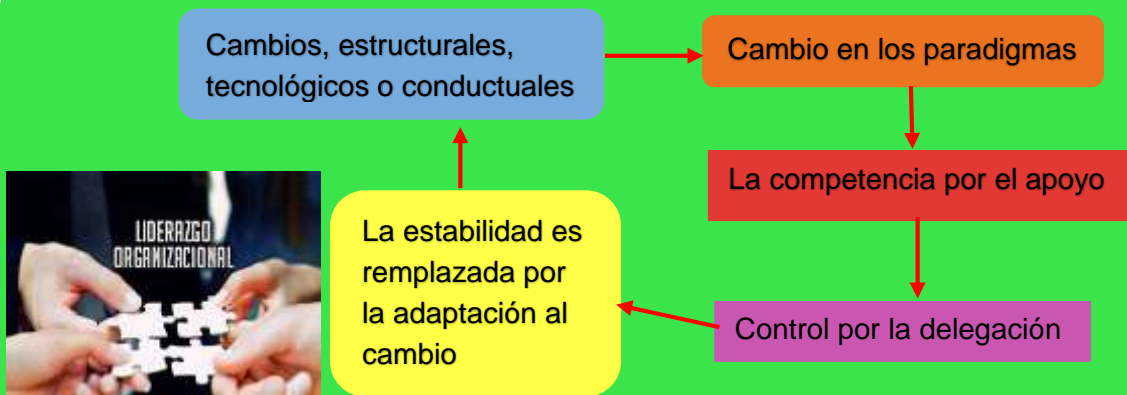 Cambios, estructurales,
tecnológicos o conductuales
Cambio en los paradigmas
La competencia por el apoyo
Control por la delegación
La estabilidad es
remplazada por
la adaptación al
cambio
LIDERAZGO
ORGANIZACIONAL